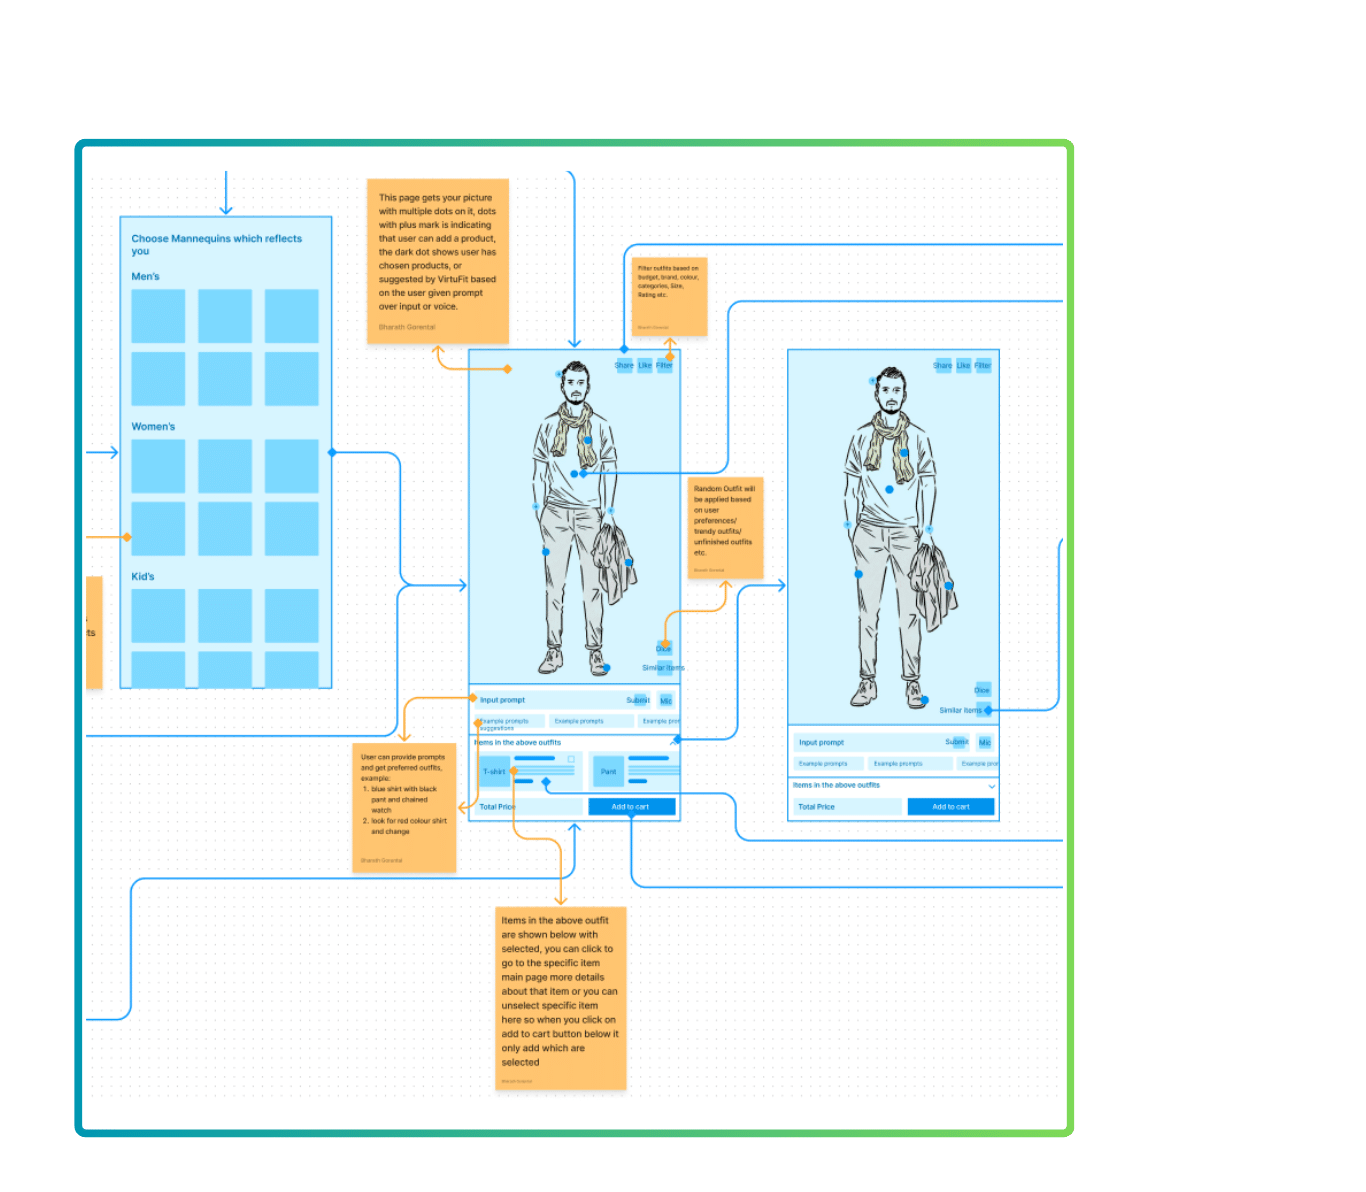 Choose Mannequins which reflects
you
Men's
Women's
Kid's
ts
This page gets your picture
with multiple dots on it, dots
with plus mark is indicating
that user can add a product,
the dark dot shows user has
chosen products, or
suggested by VirtuFit based
on the user given prompt
over input or voice.
Bharath Gorental
Filter outfits based on
budget, brand, colour,
categories, Size,
Rating etc.
Bharath Gorental
Share Like Filter
Random Outfit will
be applied based
on user
preferences/
trendy outfits/
unfinished outfits
etc.
Bharath Gorental
Dice
Similar Items
Input prompt Submit Mic
Example prompts
suggestions
Example prompts
Example pron
Items in the above outfits
T-shirt
Pant
Total Price
Add to cart
User can provide prompts
and get preferred outfits,
example:
1. blue shirt with black
pant and chained
watch
2. look for red colour shirt
and change
Bharath Gorental
Items in the above outfit
are shown below with
selected, you can click to
go to the specific item
main page more details
about that item or you can
unselect specific item
here so when you click on
add to cart button below it
only add which are
selected
Bharath Gorental
Share Like Filter
Dice
Similar Items
Input prompt Submit Mic
Example prompts Example prompts Example pron
Items in the above outfits
Total Price
Add to cart